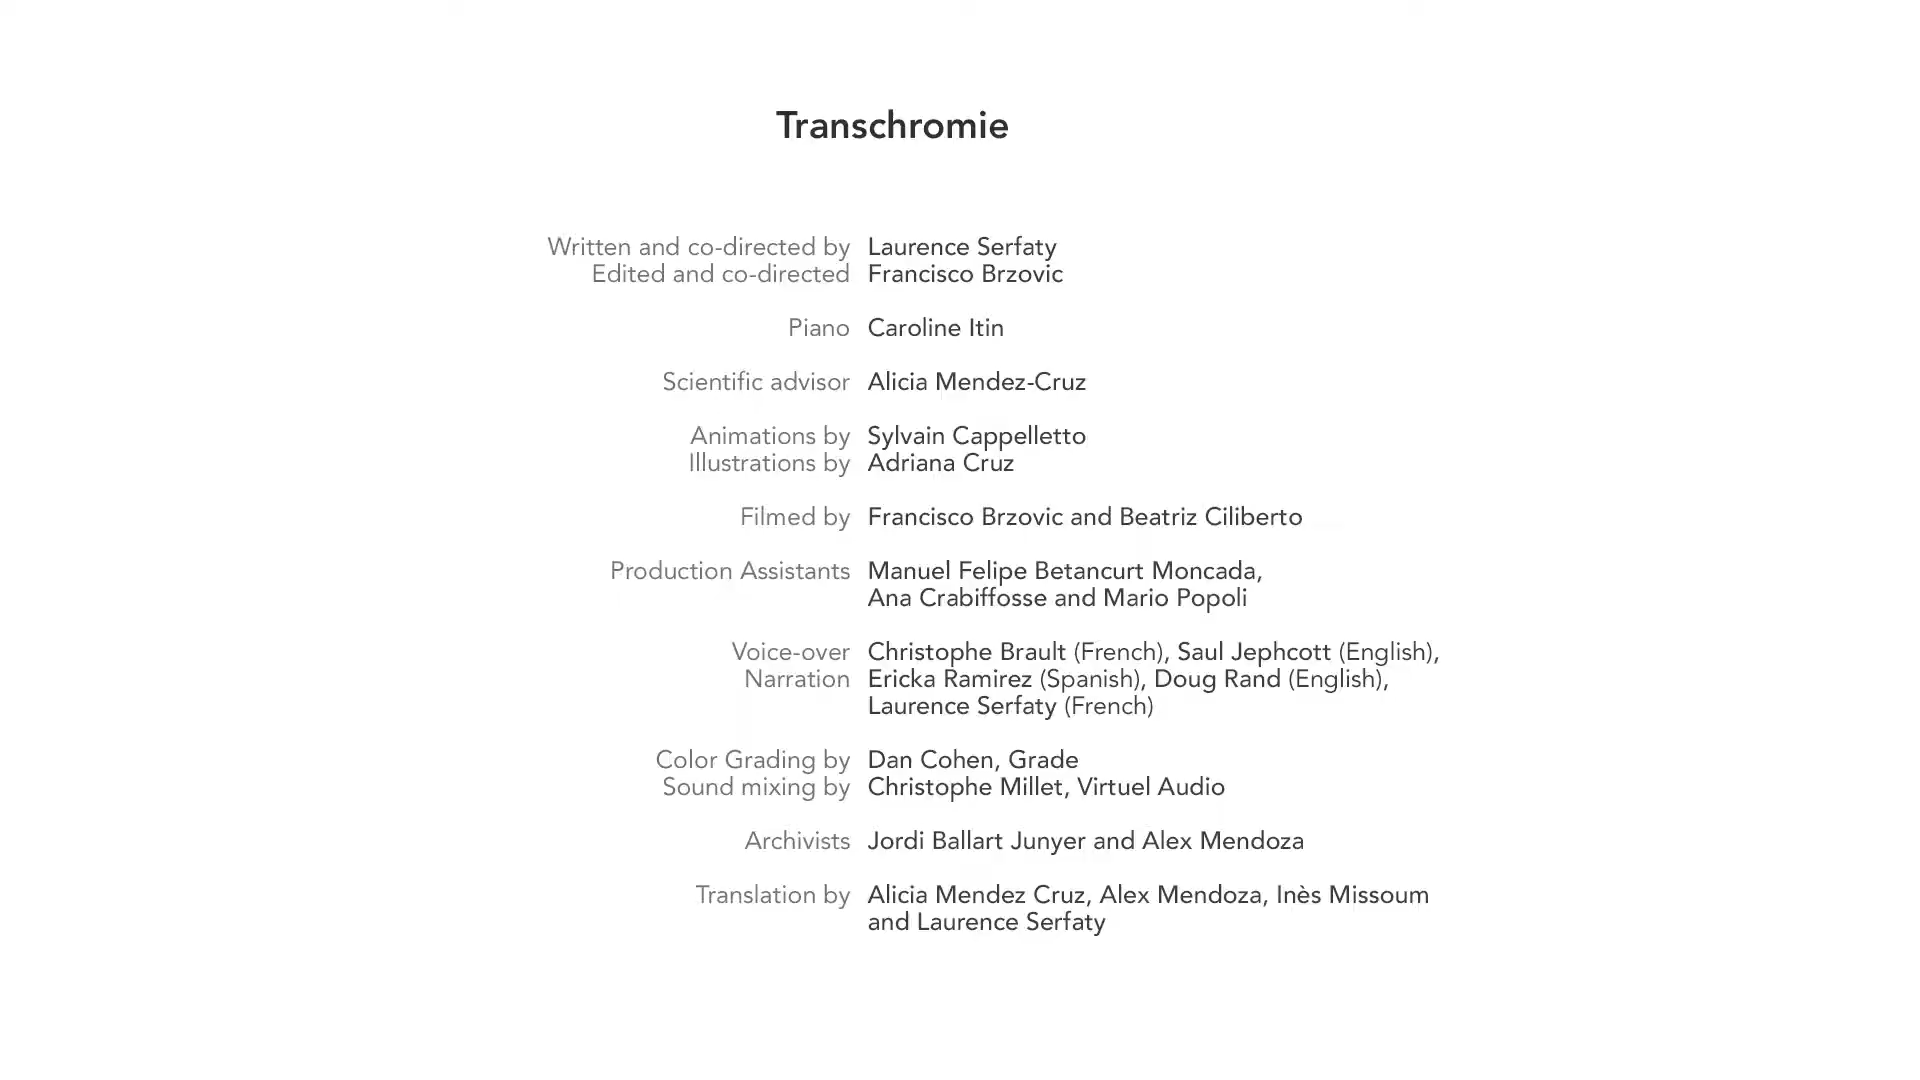 Transchromie
Written and co-directed by Laurence Serfaty
Edited and co-directed Francisco Brzovic
Piano Caroline Itin
Scientific advisor Alicia Mendez-Cruz
Animations by Sylvain Cappelletto
Illustrations by Adriana Cruz
Filmed by Francisco Brzovic and Beatriz Ciliberto
Production Assistants Manuel Felipe Betancurt Moncada,
Ana Crabiffosse and Mario Popoli
Voice-over Christophe Brault (French), Saul Jephcott (English),
Narration Ericka Ramirez (Spanish), Doug Rand (English),
Laurence Serfaty (French)
Color Grading by Dan Cohen, Grade
Sound mixing by Christophe Millet, Virtuel Audio
Archivists Jordi Ballart Junyer and Alex Mendoza
Translation by Alicia Mendez Cruz, Alex Mendoza, Inès Missoum
and Laurence Serfaty